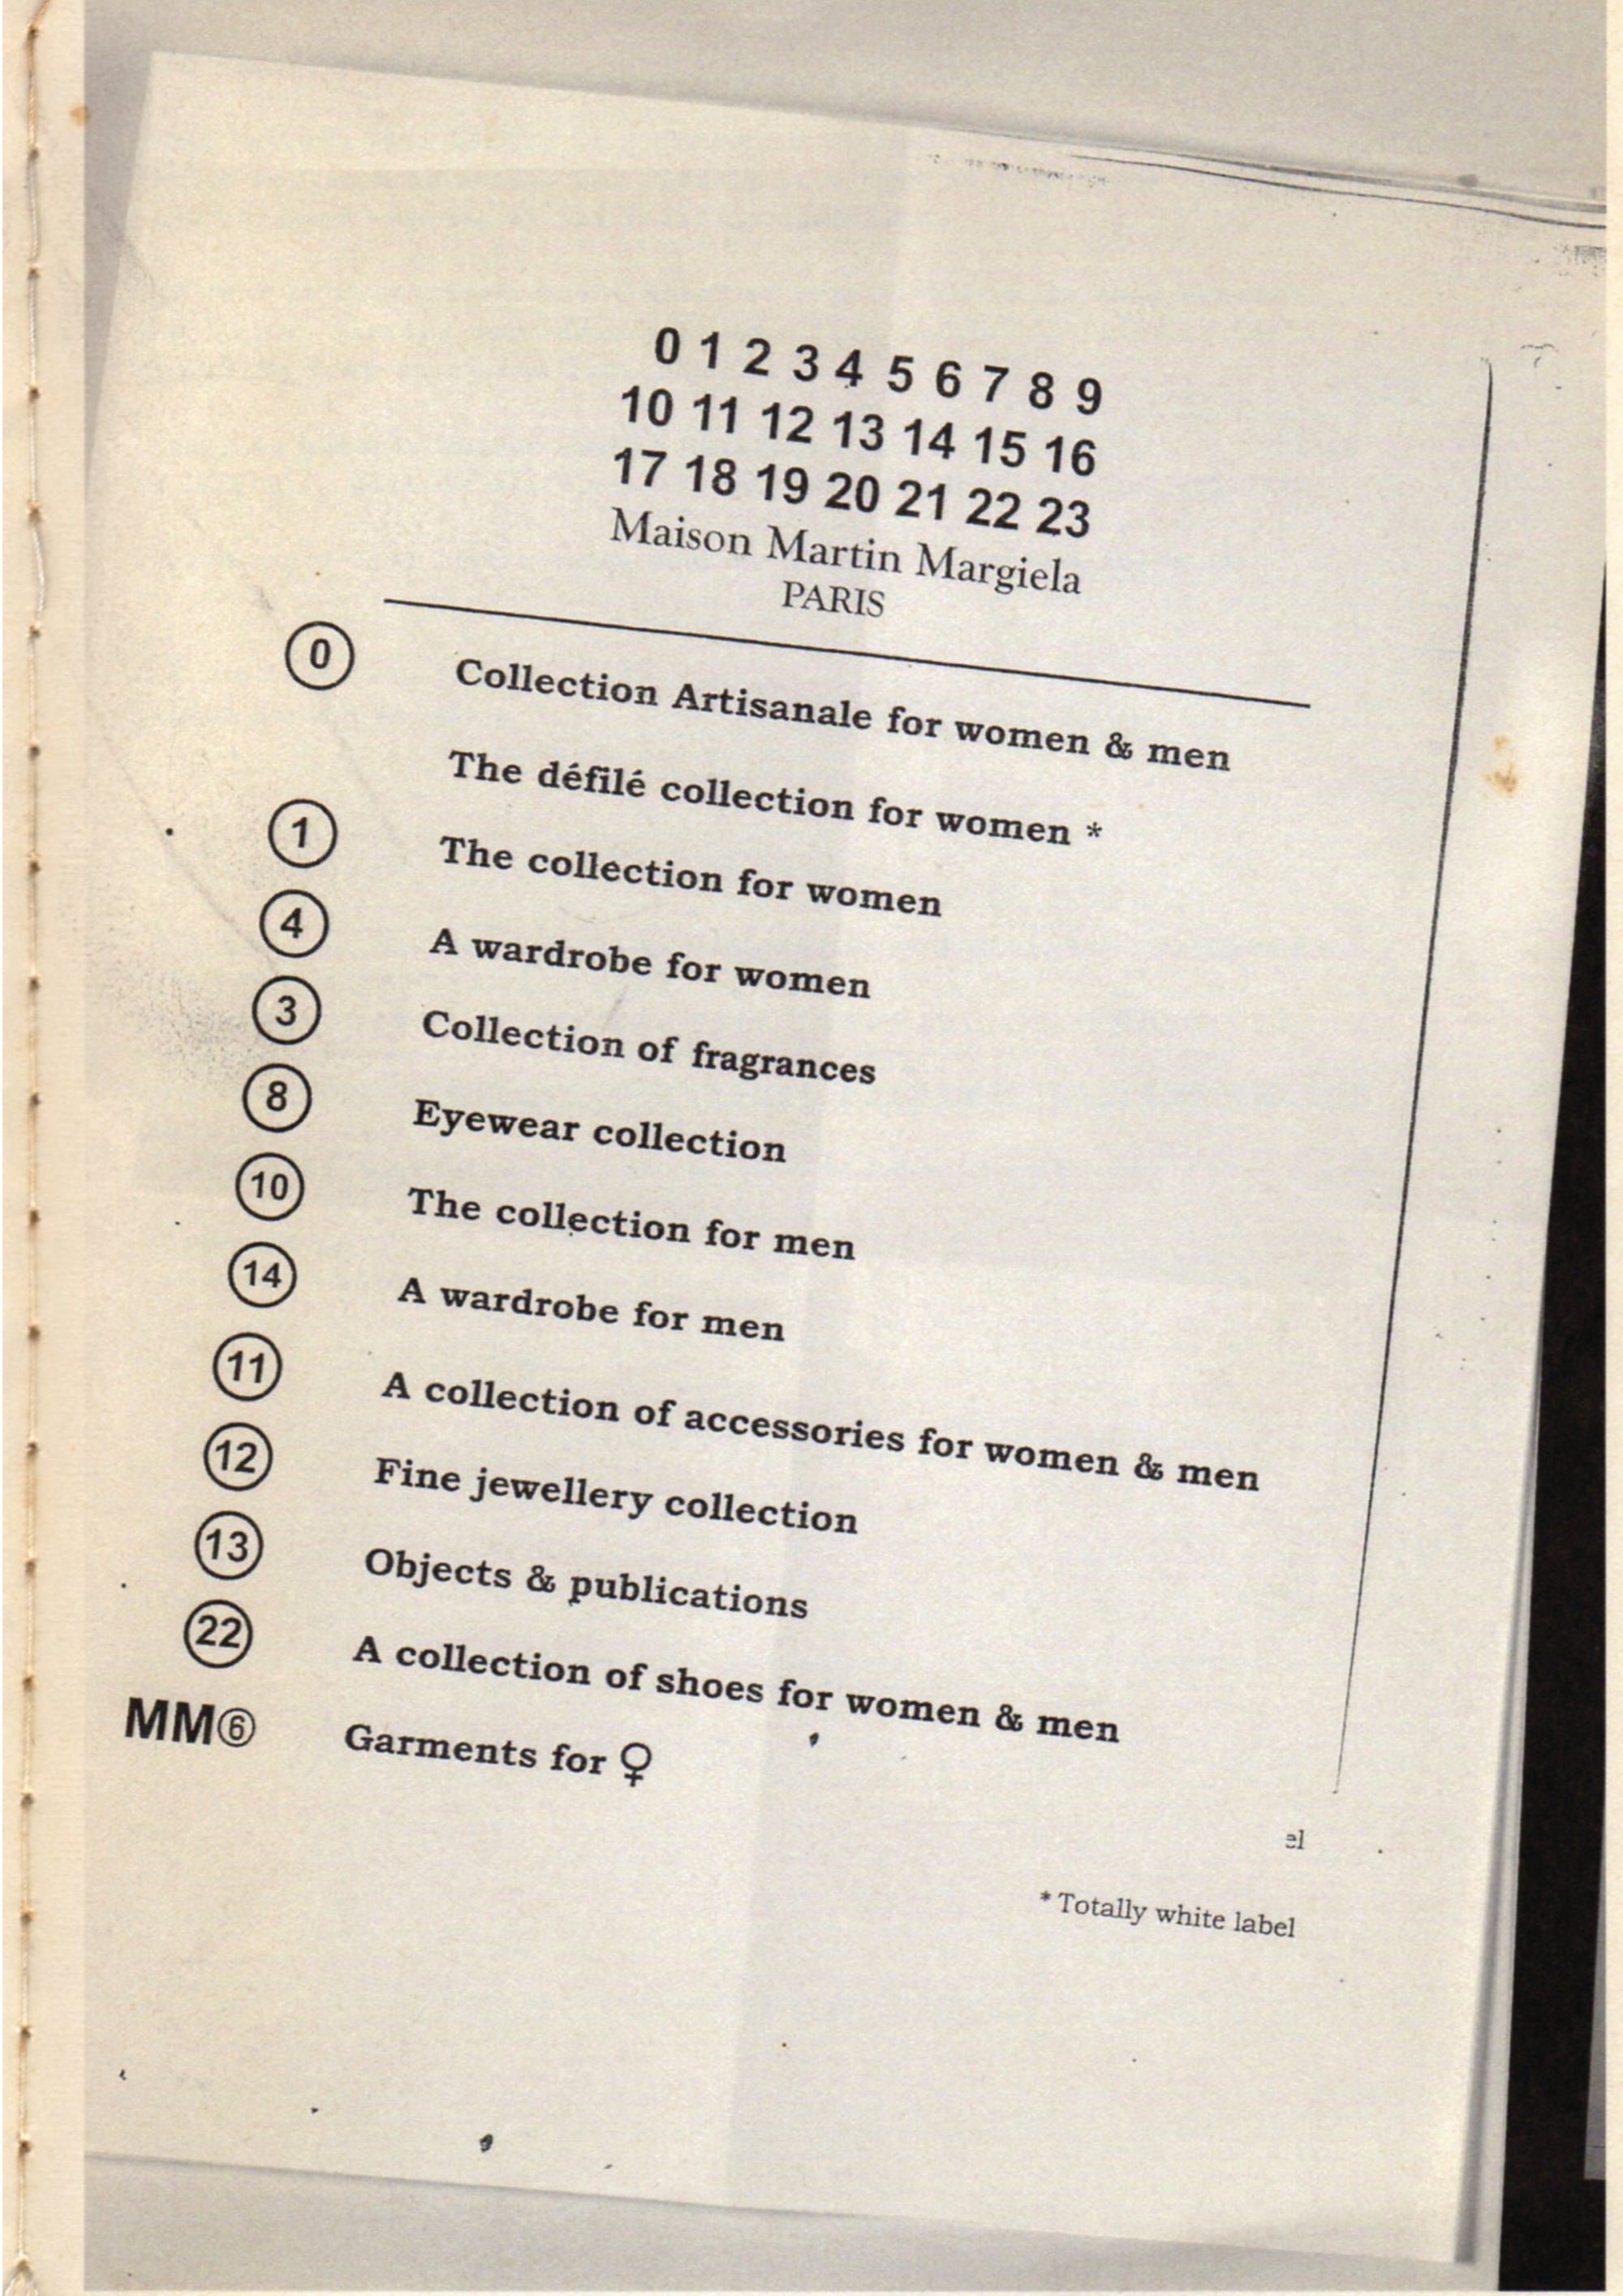 0 1 2 3 4 5 6 7 8 9
10 11 12 13 14 15 16
17 18 19 20 21 22 23
Maison Martin Margiela
PARIS
0 Collection Artisanale for women & men
The défilé collection for women *
1 The collection for women
4 A wardrobe for women
3 Collection of fragrances
8 Eyewear collection
10 The collection for men
14 A wardrobe for men
11 A collection of accessories for women & men
12 Fine jewellery collection
13 Objects & publications
22 A collection of shoes for women & men
MM⑥ Garments for ♀
el
* Totally white label